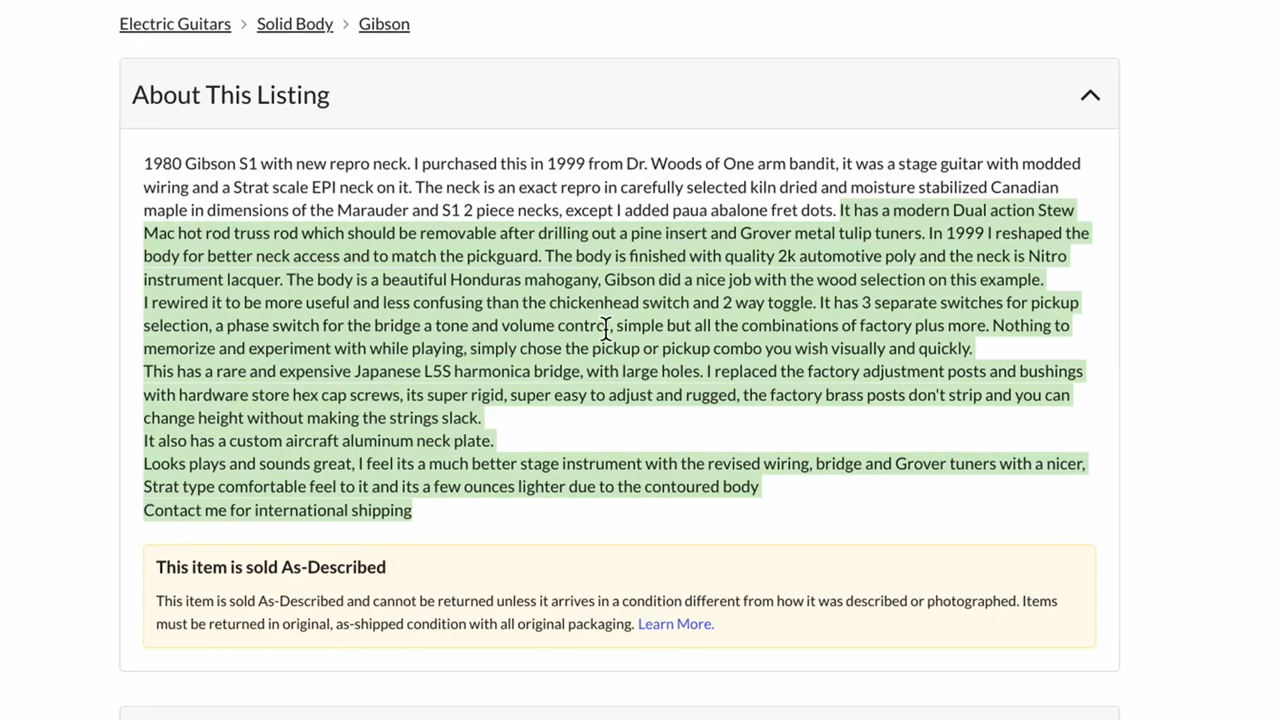 Electric Guitars > Solid Body > Gibson
About This Listing
1980 Gibson S1 with new repro neck. I purchased this in 1999 from Dr. Woods of One arm bandit, it was a stage guitar with modded
wiring and a Strat scale EPI neck on it. The neck is an exact repro in carefully selected kiln dried and moisture stabilized Canadian
maple in dimensions of the Marauder and S1 2 piece necks, except I added paua abalone fret dots. It has a modern Dual action Stew
Mac hot rod truss rod which should be removable after drilling out a pine insert and Grover metal tulip tuners. In 1999 I reshaped the
body for better neck access and to match the pickguard. The body is finished with quality 2k automotive poly and the neck is Nitro
instrument lacquer. The body is a beautiful Honduras mahogany, Gibson did a nice job with the wood selection on this example.
I rewired it to be more useful and less confusing than the chickenhead switch and 2 way toggle. It has 3 separate switches for pickup
selection, a phase switch for the bridge a tone and volume control, simple but all the combinations of factory plus more. Nothing to
memorize and experiment with while playing, simply chose the pickup or pickup combo you wish visually and quickly.
This has a rare and expensive Japanese L5S harmonica bridge, with large holes. I replaced the factory adjustment posts and bushings
with hardware store hex cap screws, its super rigid, super easy to adjust and rugged, the factory brass posts don't strip and you can
change height without making the strings slack.
It also has a custom aircraft aluminum neck plate.
Looks plays and sounds great, I feel its a much better stage instrument with the revised wiring, bridge and Grover tuners with a nicer,
Strat type comfortable feel to it and its a few ounces lighter due to the contoured body
Contact me for international shipping
This item is sold As-Described
This item is sold As-Described and cannot be returned unless it arrives in a condition different from how it was described or photographed. Items
must be returned in original, as-shipped condition with all original packaging. Learn More.